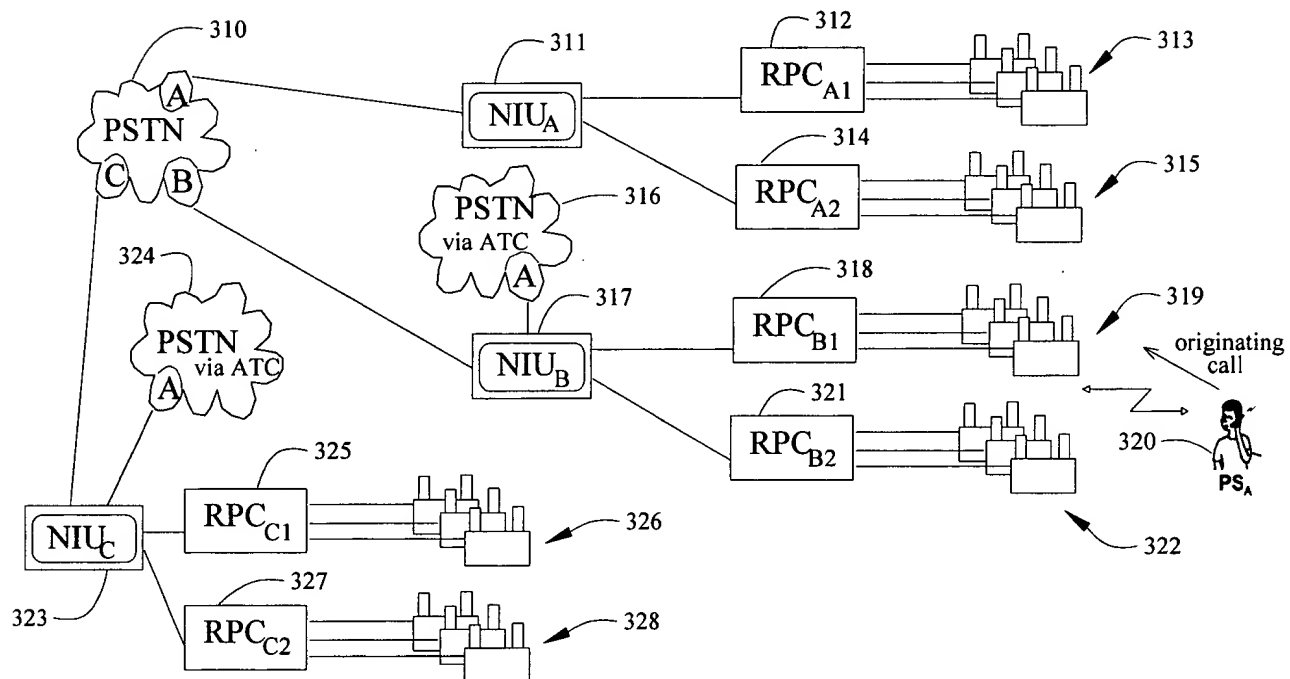 310
311
312
313
A
PSTN
C
B
NIU_A
RPC_A1
314
315
RPC_A2
316
PSTN
via ATC
A
324
317
318
319
PSTN
via ATC
A
NIU_B
RPC_B1
originating
call
321
RPC_B2
320
PS_A
322
325
RPC_C1
326
NIU_C
323
327
RPC_C2
328